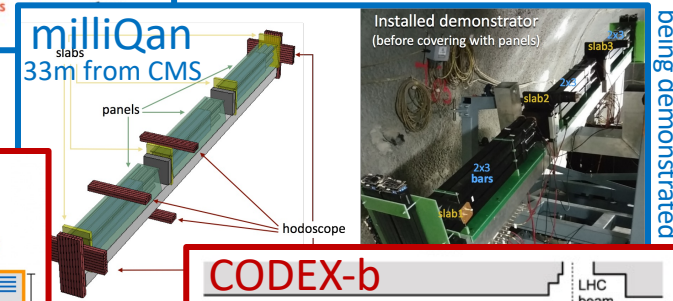 s
milliQan
slabs
33m from CMS
panels
hodoscope
Installed demonstrator
(before covering with panels)
2x3
slab3
2x3
slab2
2x3
bars
slab1
being demonstrated
CODEX-b
LHC
beam